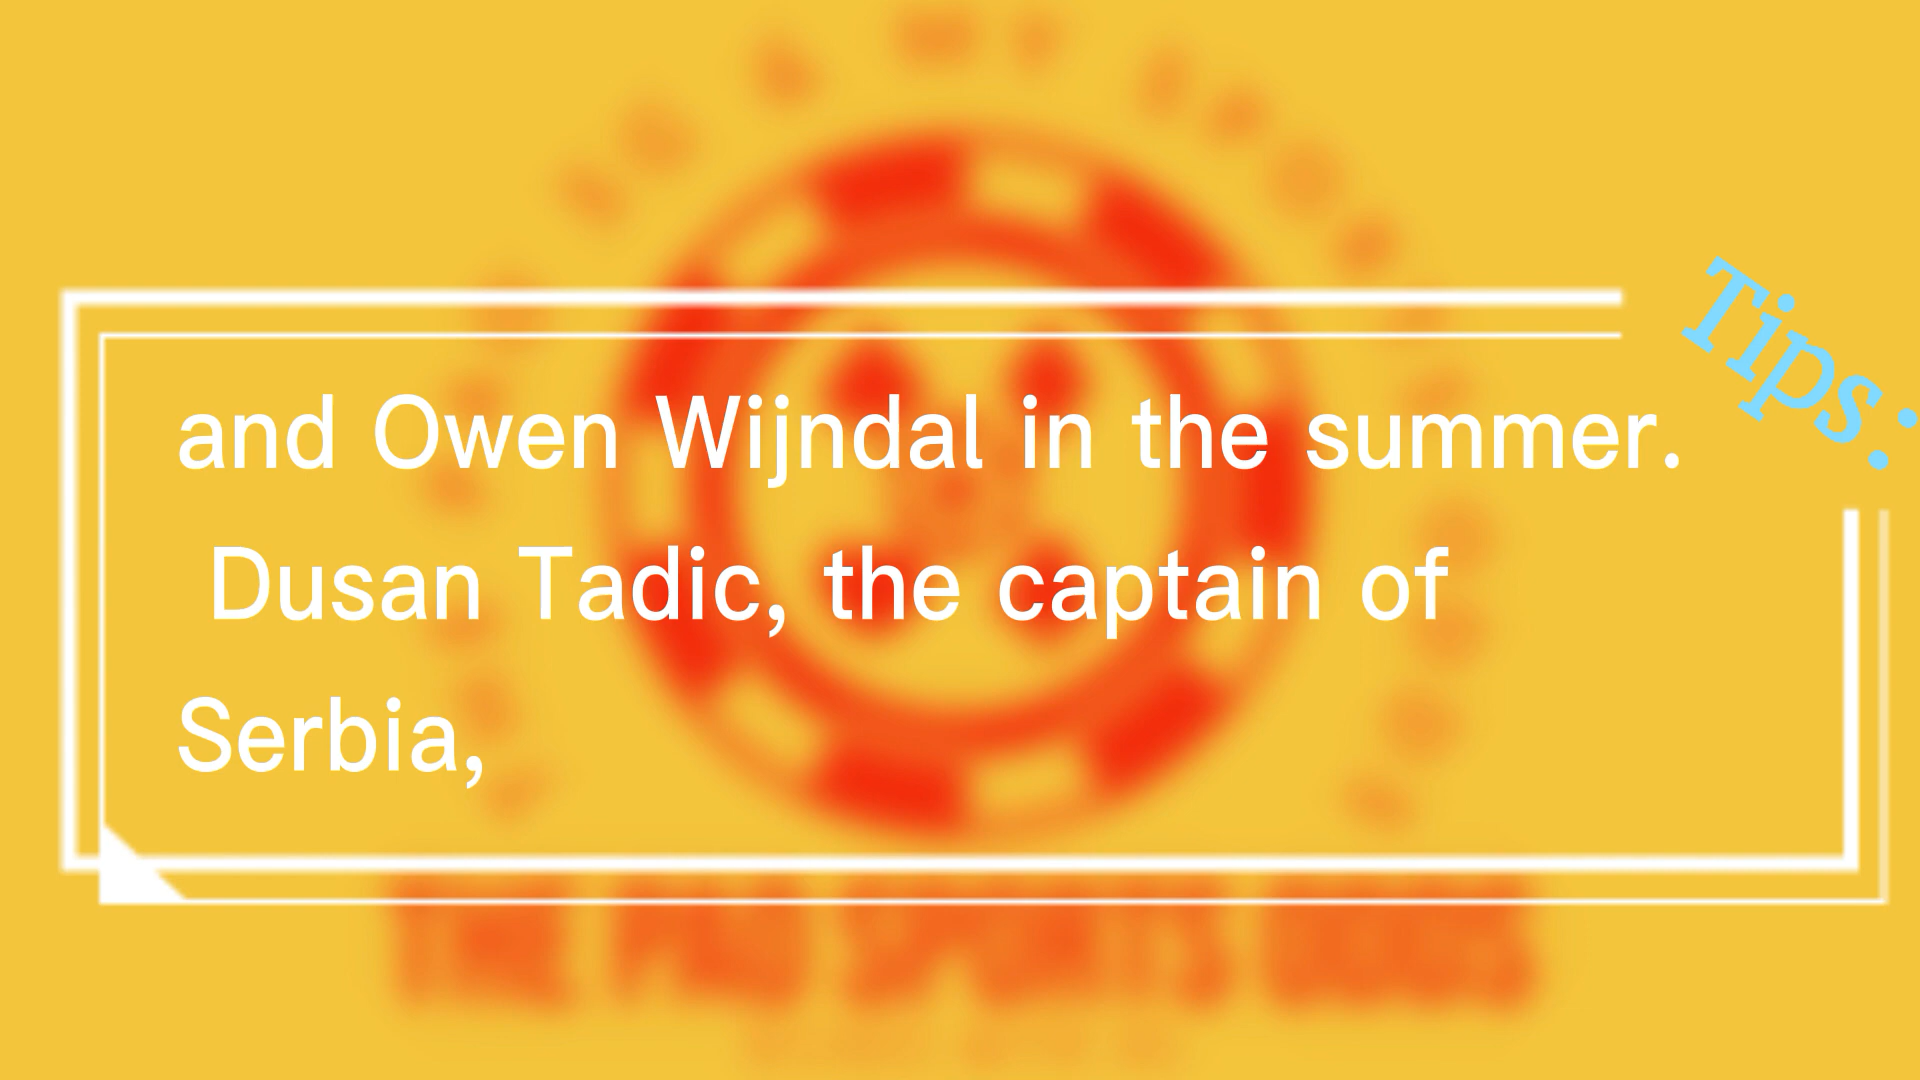 Tips:
and Owen Wijndal in the summer.
Dusan Tadic, the captain of
Serbia,